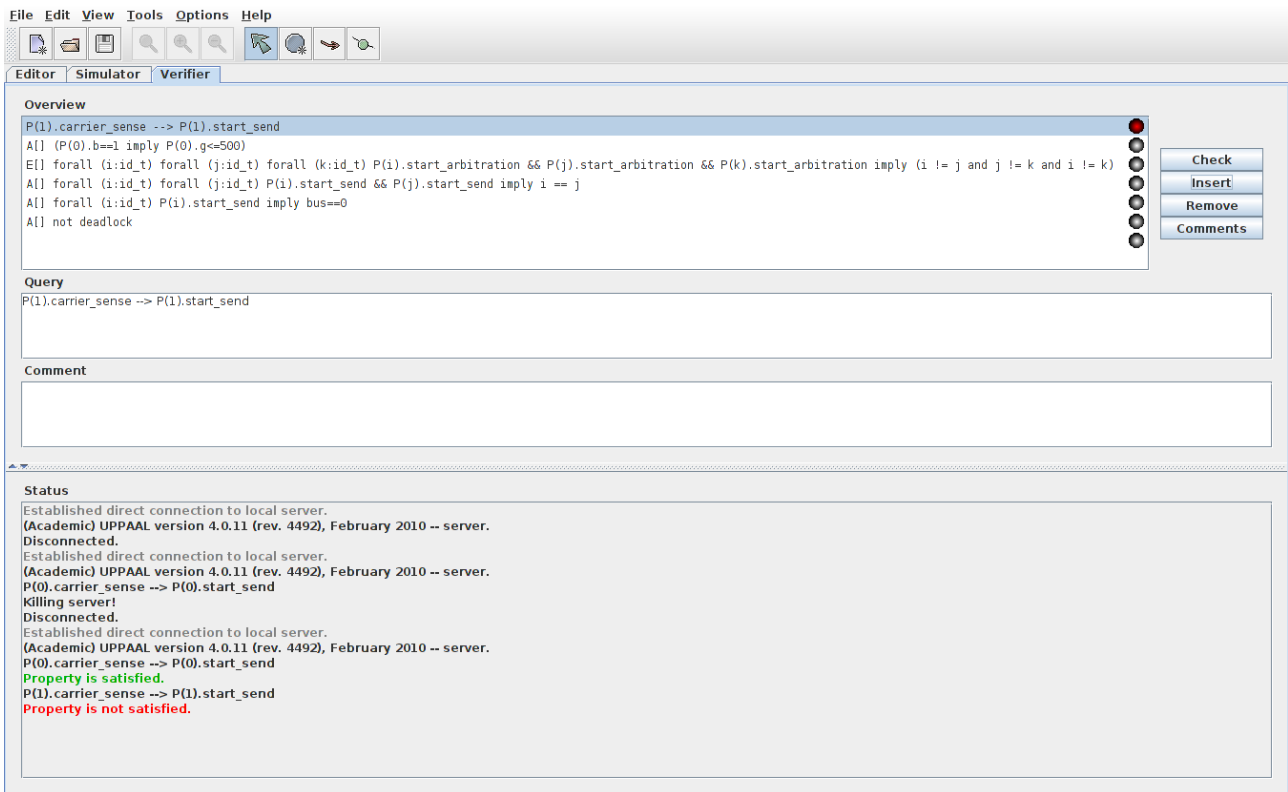 File Edit View Tools Options Help
Editor Simulator Verifier
Overview
P(1).carrier_sense --> P(1).start_send
A[] (P(0).b==1 imply P(0).g<=500)
E[] forall (i:id_t) forall (j:id_t) forall (k:id_t) P(i).start_arbitration && P(j).start_arbitration && P(k).start_arbitration imply (i != j and j != k and i != k)
A[] forall (i:id_t) forall (j:id_t) P(i).start_send && P(j).start_send imply i == j
A[] forall (i:id_t) P(i).start_send imply bus==0
A[] not deadlock
Check
Insert
Remove
Comments
Query
P(1).carrier_sense --> P(1).start_send
Comment
Status
Established direct connection to local server.
(Academic) UPPAAL version 4.0.11 (rev. 4492), February 2010 -- server.
Disconnected.
Established direct connection to local server.
(Academic) UPPAAL version 4.0.11 (rev. 4492), February 2010 -- server.
P(0).carrier_sense --> P(0).start_send
Killing server!
Disconnected.
Established direct connection to local server.
(Academic) UPPAAL version 4.0.11 (rev. 4492), February 2010 -- server.
P(0).carrier_sense --> P(0).start_send
Property is satisfied.
P(1).carrier_sense --> P(1).start_send
Property is not satisfied.